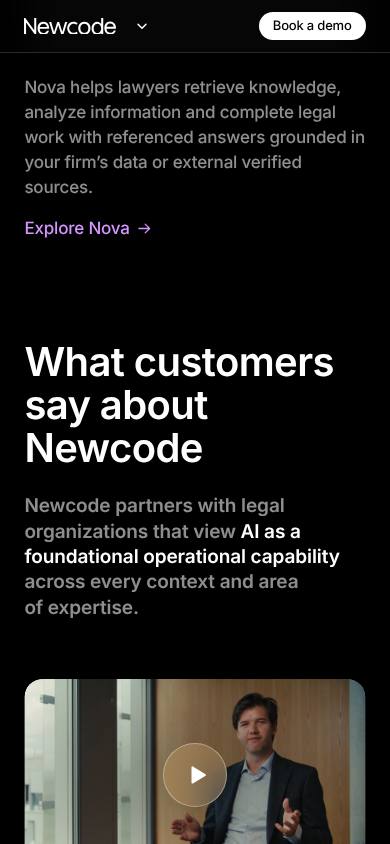 Newcode
Book a demo
Nova helps lawyers retrieve knowledge,
analyze information and complete legal
work with referenced answers grounded in
your firm’s data or external verified
sources.
Explore Nova →
What customers
say about
Newcode
Newcode partners with legal
organizations that view AI as a
foundational operational capability
across every context and area
of expertise.